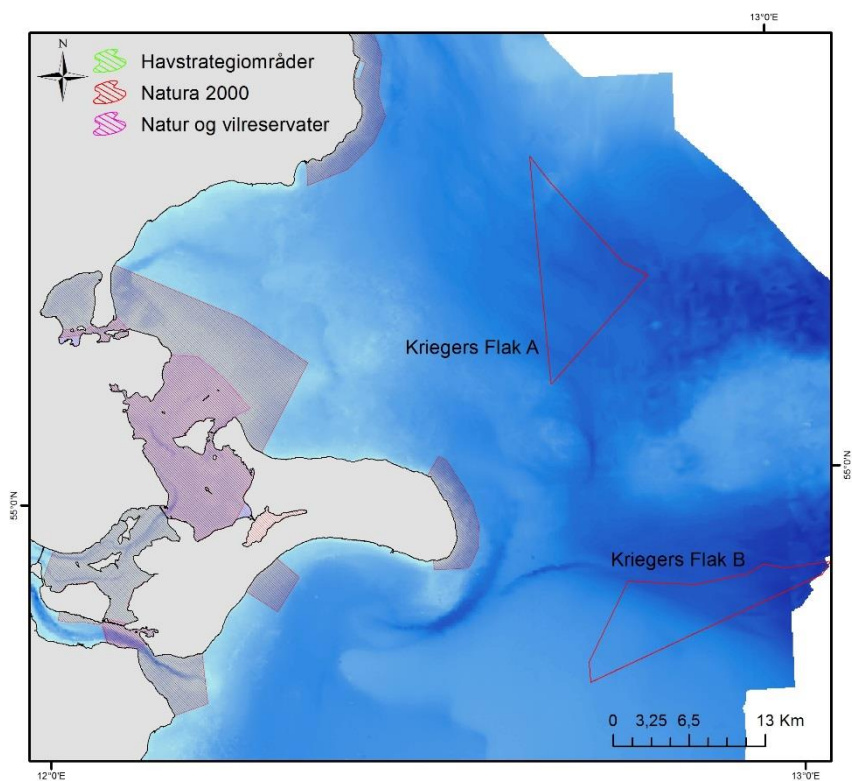 13°0'E
N
Havstrategiområder
Natura 2000
Natur og vilreservater
Kriegers Flak A
55°0'N
55°0'N
Kriegers Flak B
0 3,25 6,5 13 Km
12°0'E
13°0'E